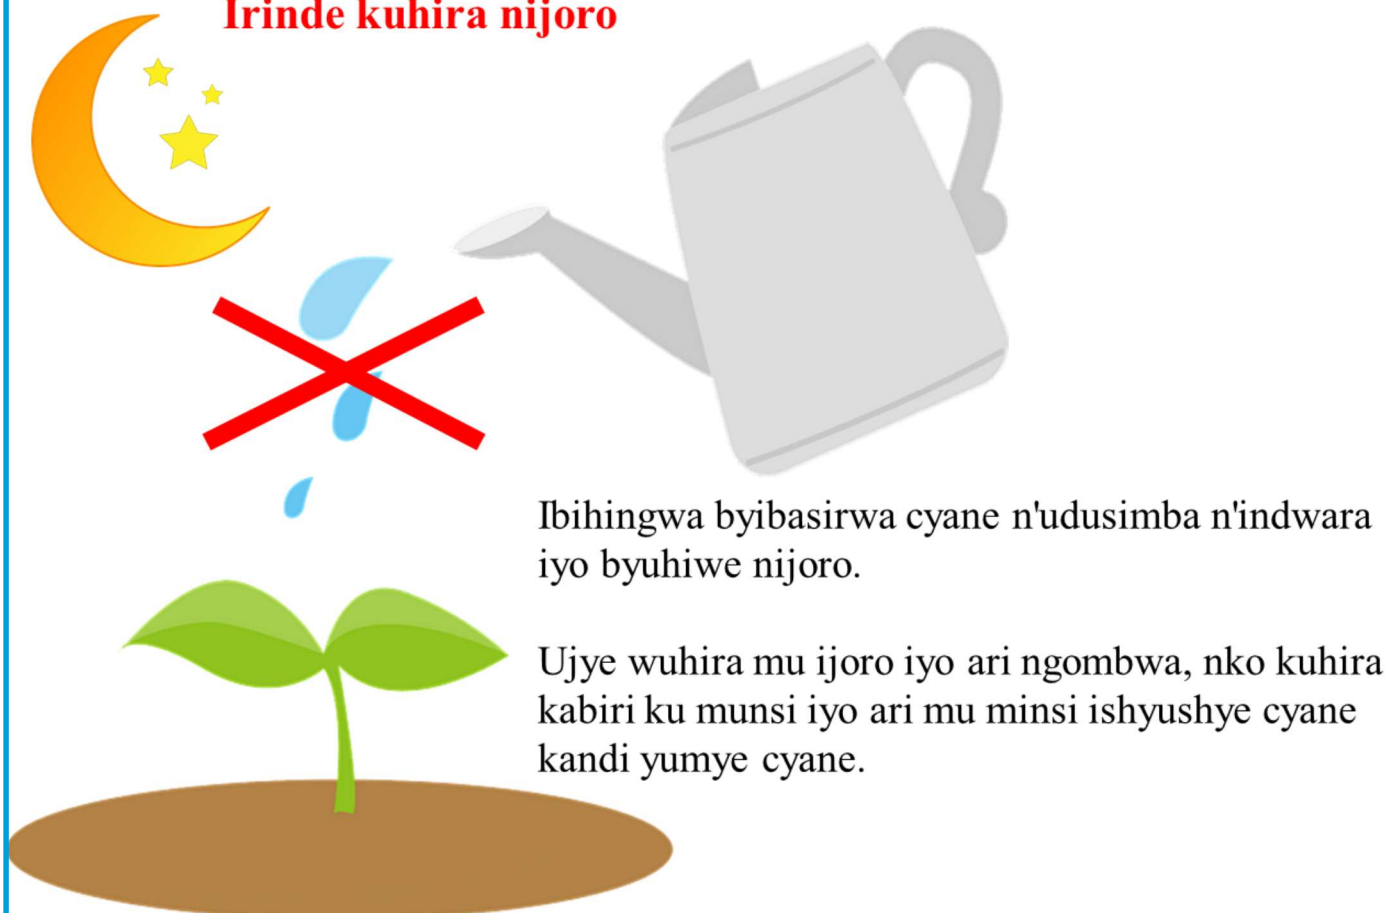 Irinde kuhira nijoro
Ibihingwa byibasirwa cyane n'udusimba n'indwara
iyo byuhiwe nijoro.
Ujye wuhira mu ijoro iyo ari ngombwa, nko kuhira
kabiri ku munsi iyo ari mu minsi ishyushye cyane
kandi yumye cyane.